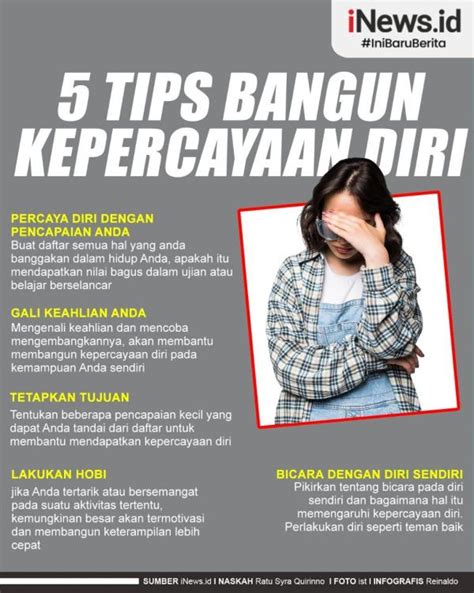 iNews.id
#IniBaruBerita
5 TIPS BANGUN
KEPERCAYAAN DIRI
PERCAYA DIRI DENGAN
PENCAPAIAN ANDA
Buat daftar semua hal yang anda
banggakan dalam hidup Anda, apakah itu
mendapatkan nilai bagus dalam ujian atau
belajar berselancar
GALI KEAHLIAN ANDA
Mengenali keahlian dan mencoba
mengembangkannya, akan membantu
membangun kepercayaan diri pada
kemampuan Anda sendiri
TETAPKAN TUJUAN
Tentukan beberapa pencapaian kecil yang
dapat Anda tandai dari daftar untuk
membantu mendapatkan kepercayaan diri
LAKUKAN HOBI
jika Anda tertarik atau bersemangat
pada suatu aktivitas tertentu,
kemungkinan besar akan termotivasi
dan membangun keterampilan lebih
cepat
BICARA DENGAN DIRI SENDIRI
Pikirkan tentang bicara pada diri
sendiri dan bagaimana hal itu
memengaruhi kepercayaan diri.
Perlakukan diri seperti teman baik
SUMBER iNews.id I NASKAH Ratu Syra Quirinno I FOTO ist I INFOGRAFIS Reinaldo